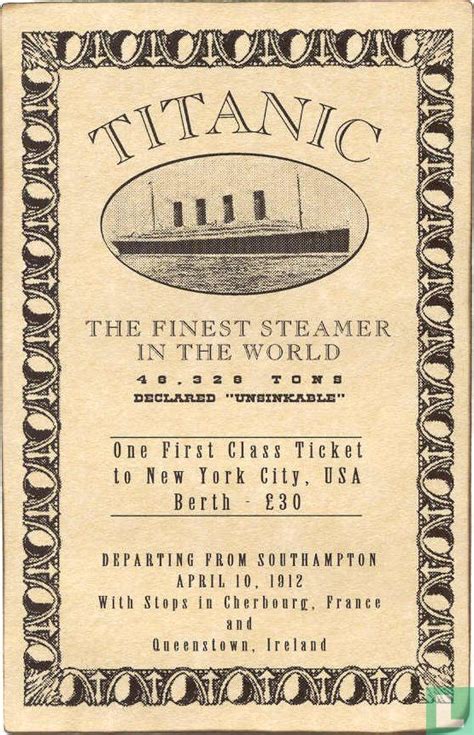 TITANIC
THE FINEST STEAMER
IN THE WORLD
46,328 TONS
DECLARED "UNSINKABLE"
One First Class Ticket
to New York City, USA
Berth - £30
DEPARTING FROM SOUTHAMPTON
APRIL 10, 1912
With Stops in Cherbourg, France
and
Queenstown, Ireland
L